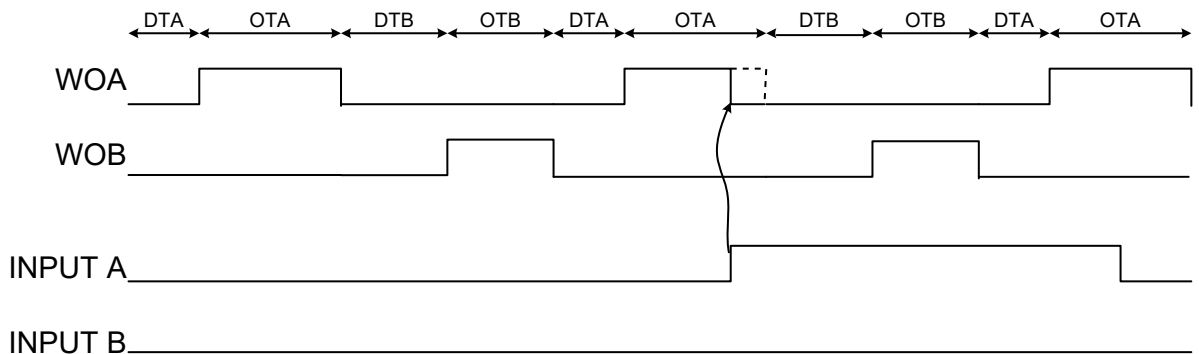 DTA OTA DTB OTB DTA OTA DTB OTB DTA OTA
WOA
WOB
INPUT A
INPUT B